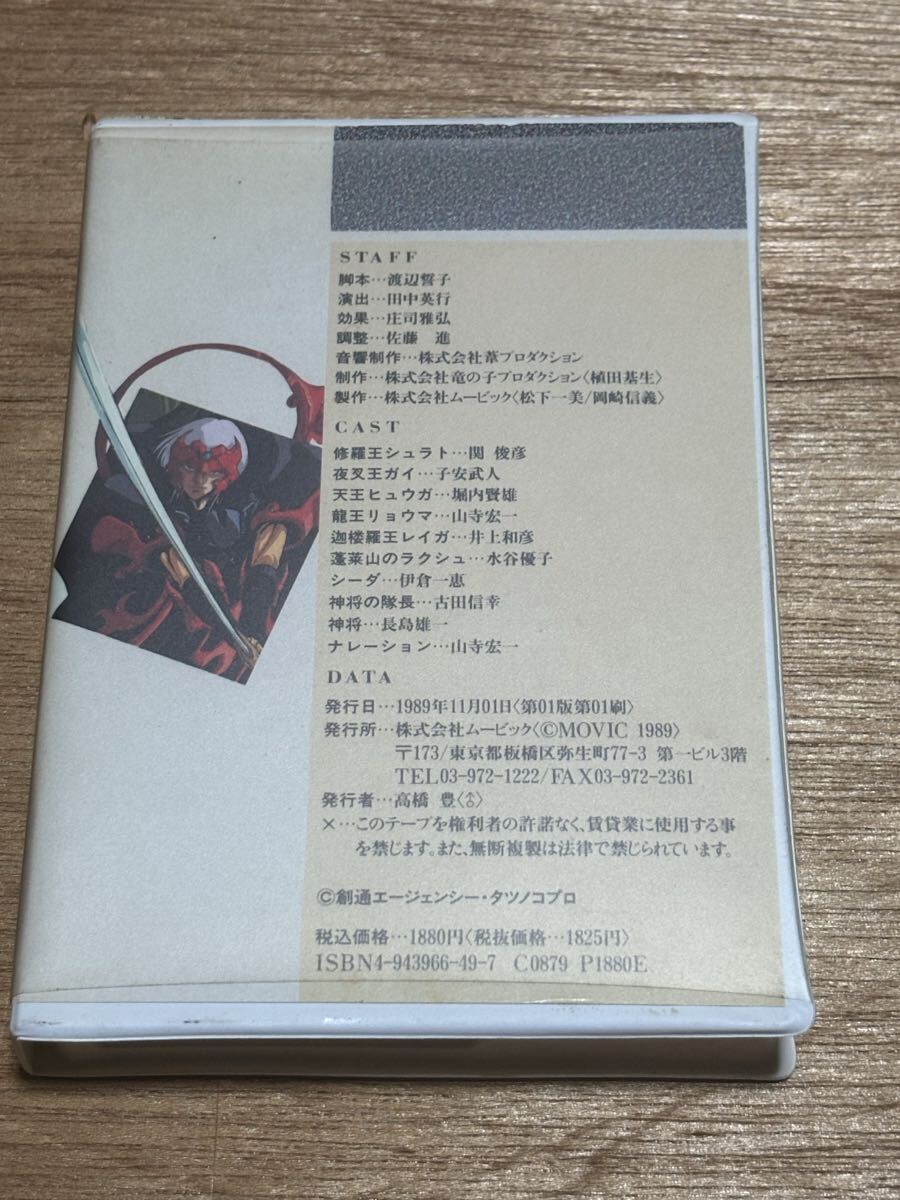 STAFF
脚本…渡辺誓子
演出…田中英行
効果…庄司雅弘
調整…佐藤 進
音響制作…株式会社葦プロダクション
制作…株式会社竜の子プロダクション〈植田基生〉
製作…株式会社ムービック〈松下一美/岡崎信義〉
CAST
修羅王シュラト…関 俊彦
夜叉王ガイ…子安武人
天王ヒュウガ…堀内賢雄
龍王リョウマ…山寺宏一
迦楼羅王レイガ…井上和彦
蓬莱山のラクシュ…水谷優子
シーダ…伊倉一恵
神将の隊長…古田信幸
神将…長島雄一
ナレーション…山寺宏一
DATA
発行日…1989年11月01日〈第01版第01刷〉
発行所…株式会社ムービック〈©MOVIC 1989〉
〒173/東京都板橋区弥生町77-3 第一ビル3階
TEL03-972-1222/FAX03-972-2361
発行者…高橋 豊〈♂〉
×…このテープを権利者の許諾なく、賃貸業に使用する事
を禁じます。また、無断複製は法律で禁じられています。
©創通エージェンシー・タツノコプロ
税込価格…1880円〈税抜価格…1825円〉
ISBN4-943966-49-7 C0879 P1880E